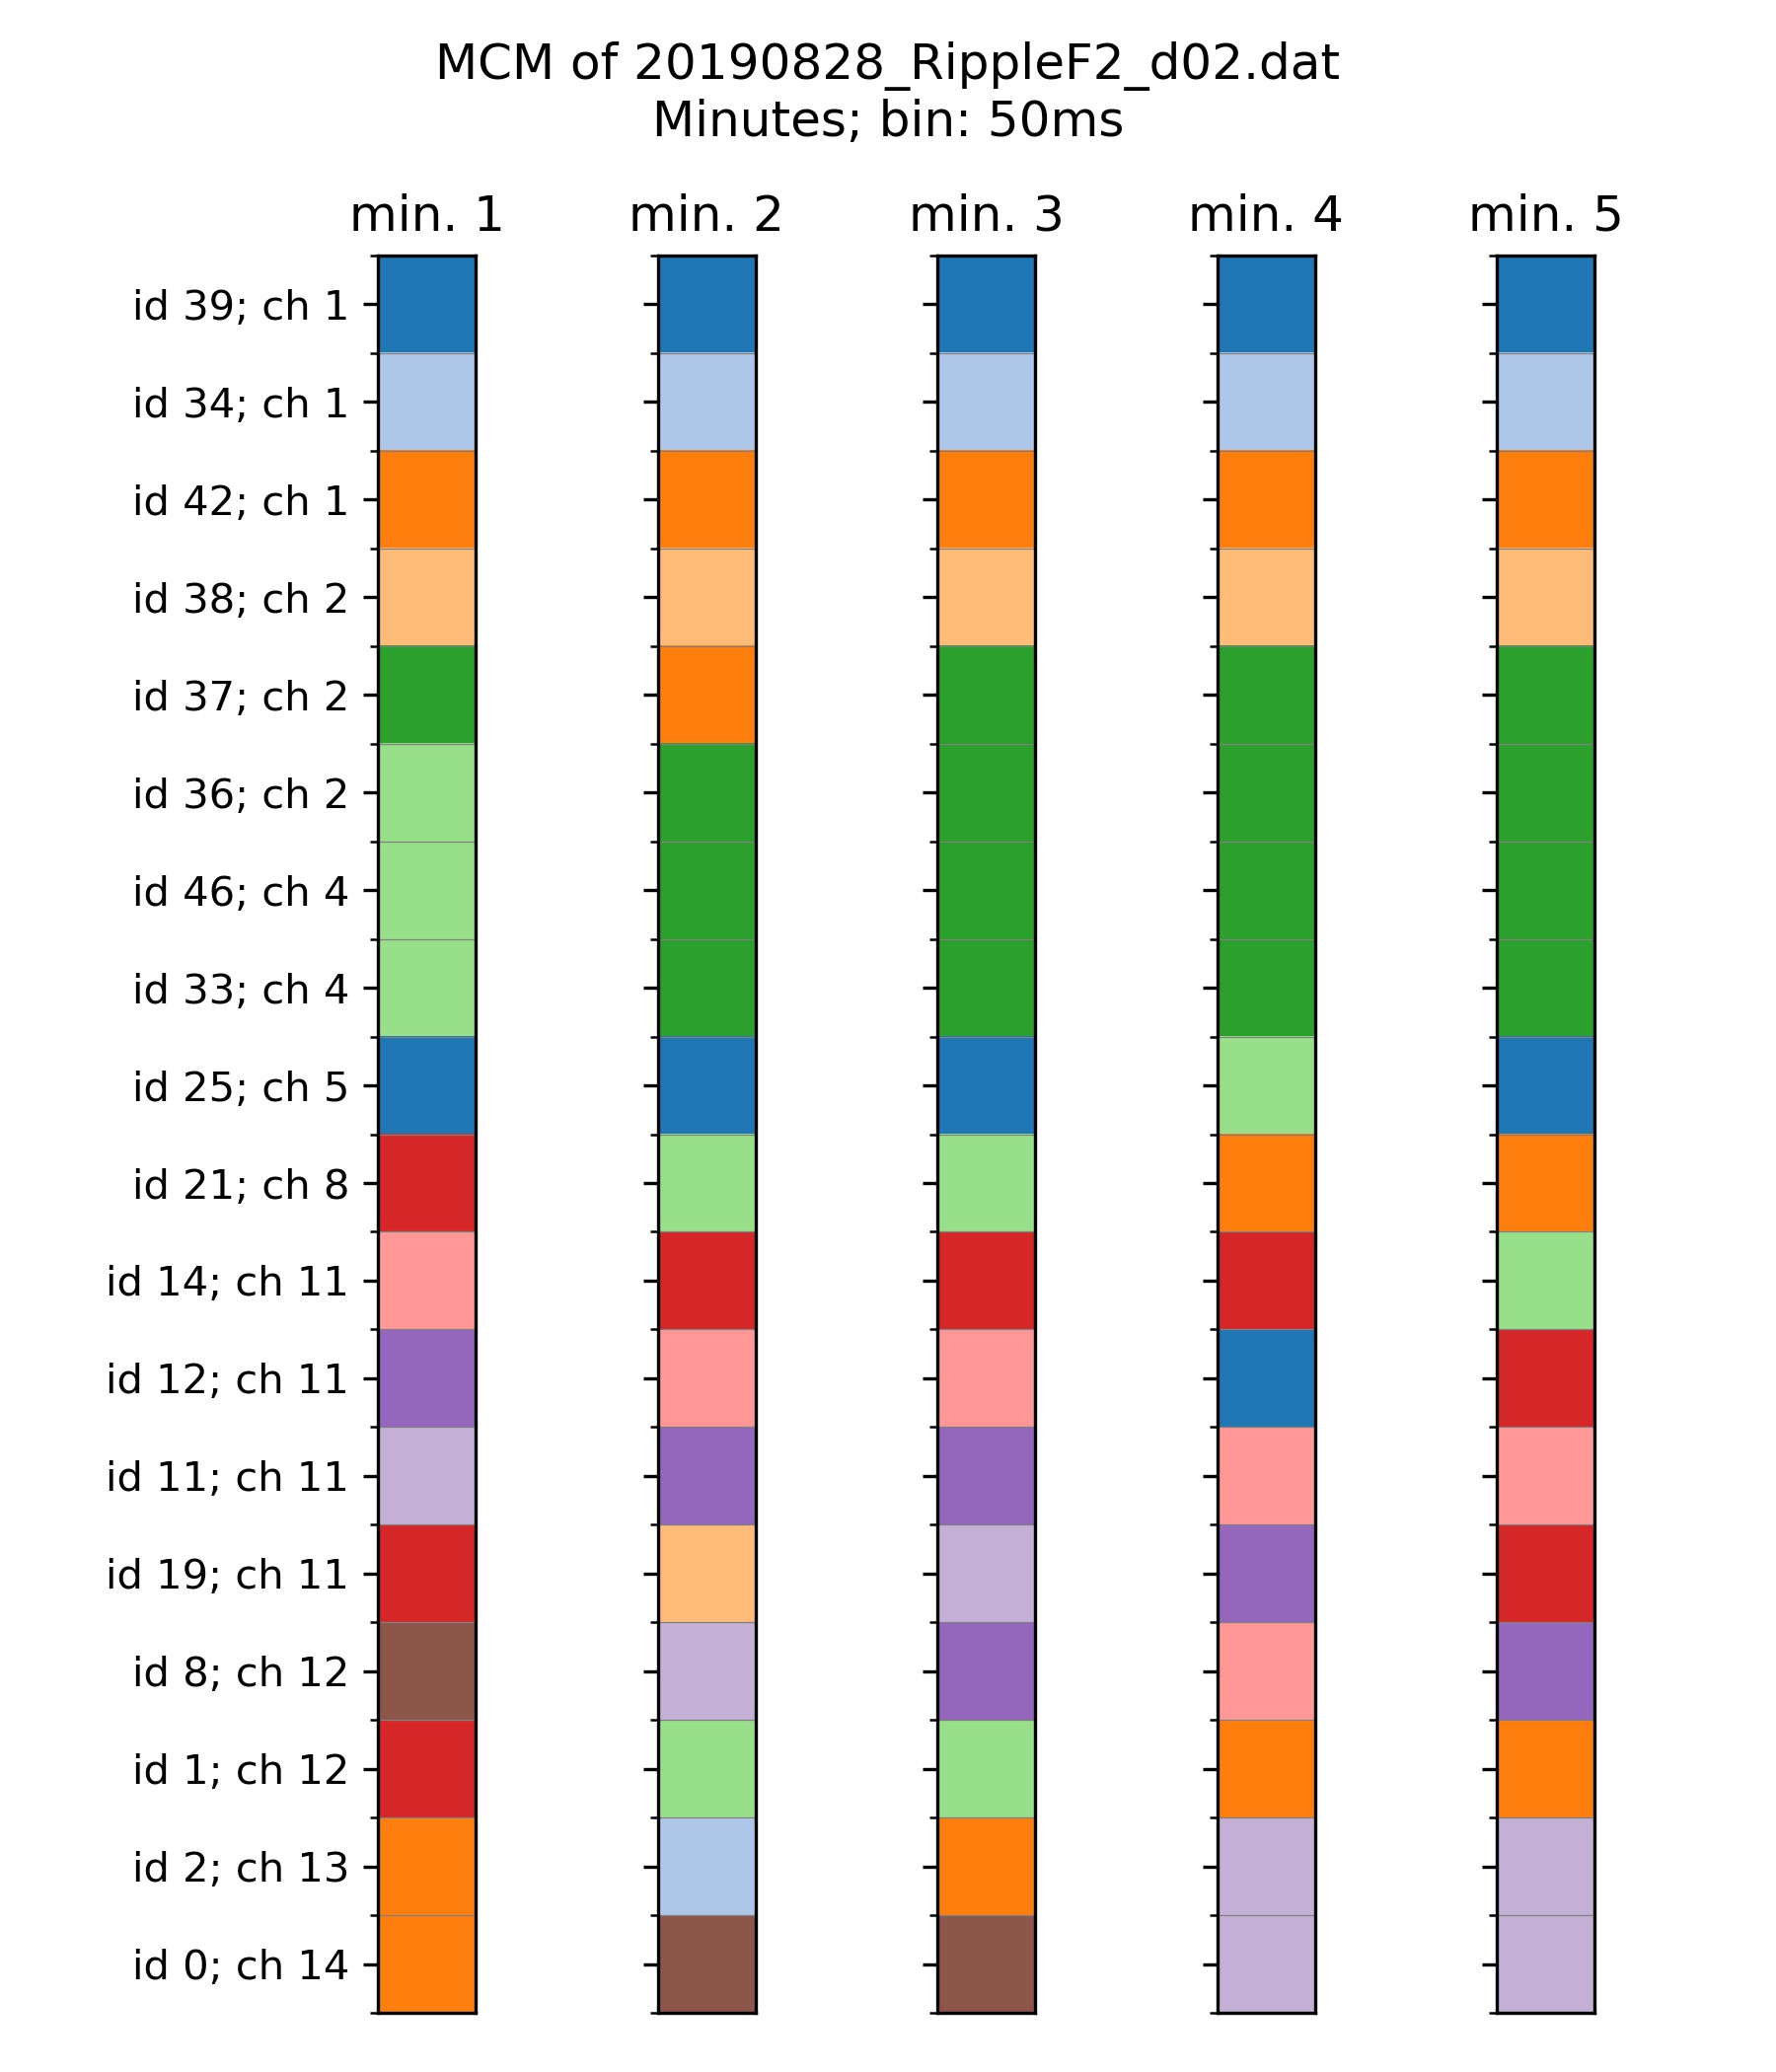 MCM of 20190828_RippleF2_d02.dat
Minutes; bin: 50ms
min. 1 min. 2 min. 3 min. 4 min. 5
id 39; ch 1
id 34; ch 1
id 42; ch 1
id 38; ch 2
id 37; ch 2
id 36; ch 2
id 46; ch 4
id 33; ch 4
id 25; ch 5
id 21; ch 8
id 14; ch 11
id 12; ch 11
id 11; ch 11
id 19; ch 11
id 8; ch 12
id 1; ch 12
id 2; ch 13
id 0; ch 14